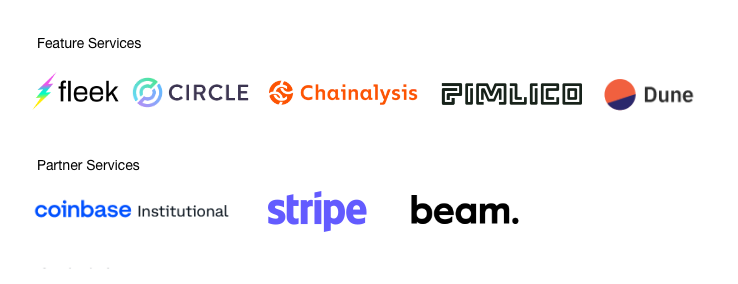 Feature Services
fleek CIRCLE Chainalysis PIMLICO Dune
Partner Services
coinbase Institutional stripe beam.